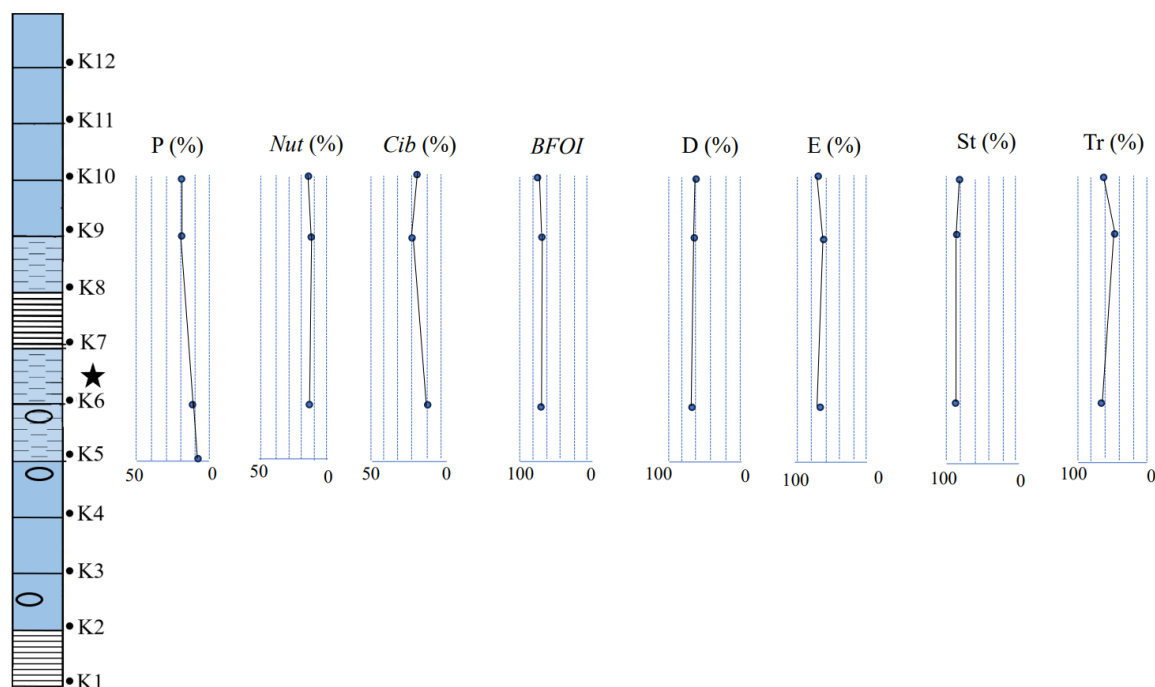 K12
K11
P (%) Nut (%) Cib (%) BFOI D (%) E (%) St (%) Tr (%)
K10
K9
K8
K7
K6
K5
50 0 50 0 50 0 100 0 100 0 100 0 100 0 100 0
K4
K3
K2
K1